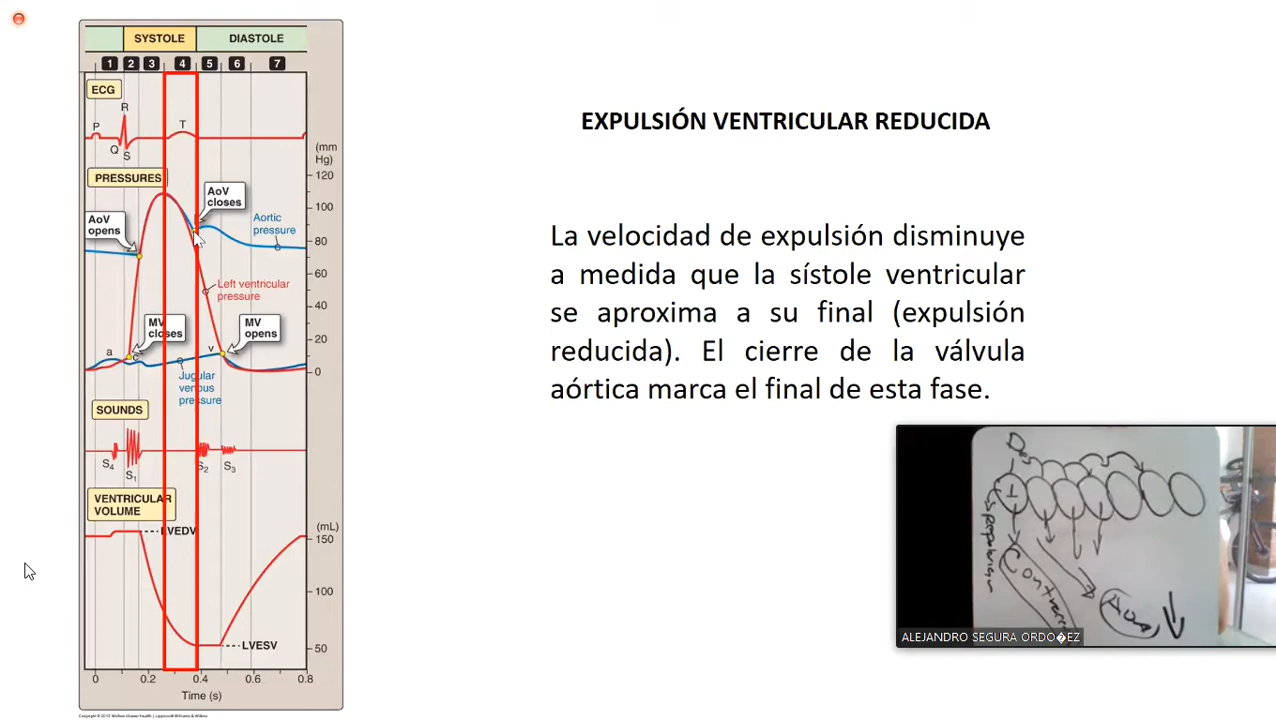 SYSTOLE DIASTOLE
1 2 3 4 5 6 7
ECG
R
P
T
Q
S
(mm
Hg)
PRESSURES
120
AoV
closes
100
AoV
opens
Aortic
pressure
80
60
Left ventricular
pressure
40
MV
closes
MV
opens
20
a
c
v
0
Jugular
venous
pressure
SOUNDS
S4
S1
S2
S3
VENTRICULAR
VOLUME
(mL)
LVEDV
150
100
LVESV
50
0 0.2 0.4 0.6 0.8
Time (s)
EXPULSIÓN VENTRICULAR REDUCIDA
La velocidad de expulsión disminuye
a medida que la sístole ventricular
se aproxima a su final (expulsión
reducida). El cierre de la válvula
aórtica marca el final de esta fase.
ALEJANDRO SEGURA ORDO�EZ